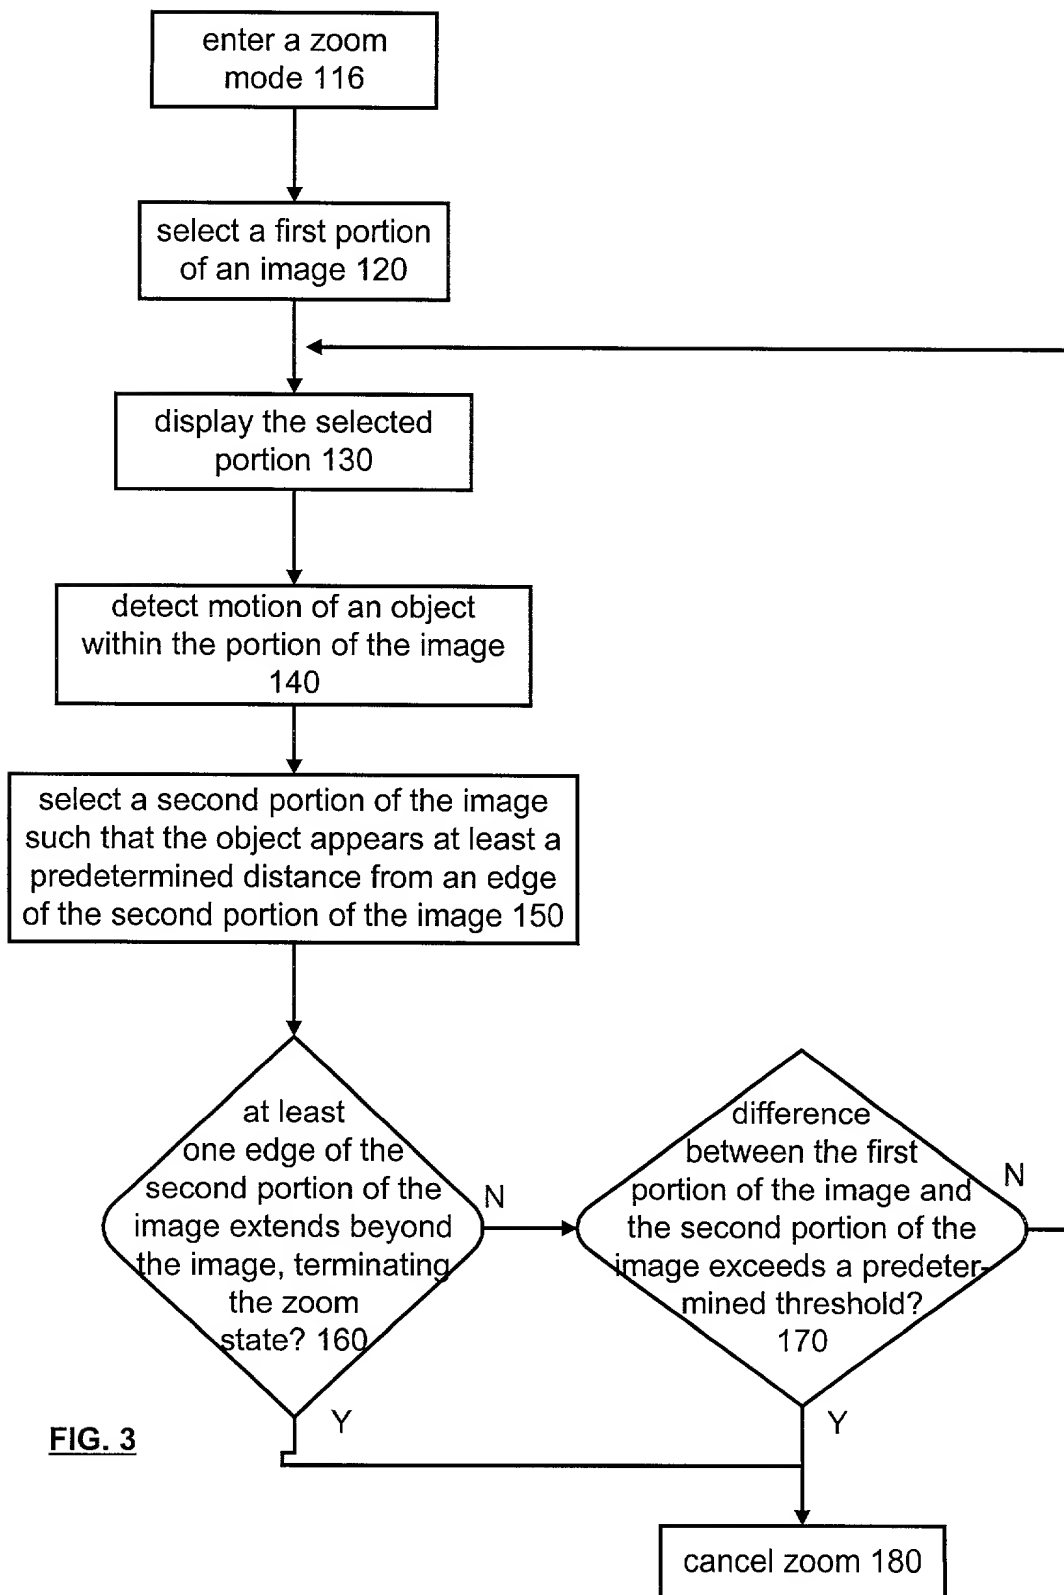 enter a zoom
mode 116
select a first portion
of an image 120
display the selected
portion 130
detect motion of an object
within the portion of the image
140
select a second portion of the image
such that the object appears at least a
predetermined distance from an edge
of the second portion of the image 150
at least
one edge of the
second portion of the
image extends beyond
the image, terminating
the zoom
state? 160
N
Y
difference
between the first
portion of the image and
the second portion of the
image exceeds a predeter-
mined threshold?
170
N
Y
cancel zoom 180
FIG. 3